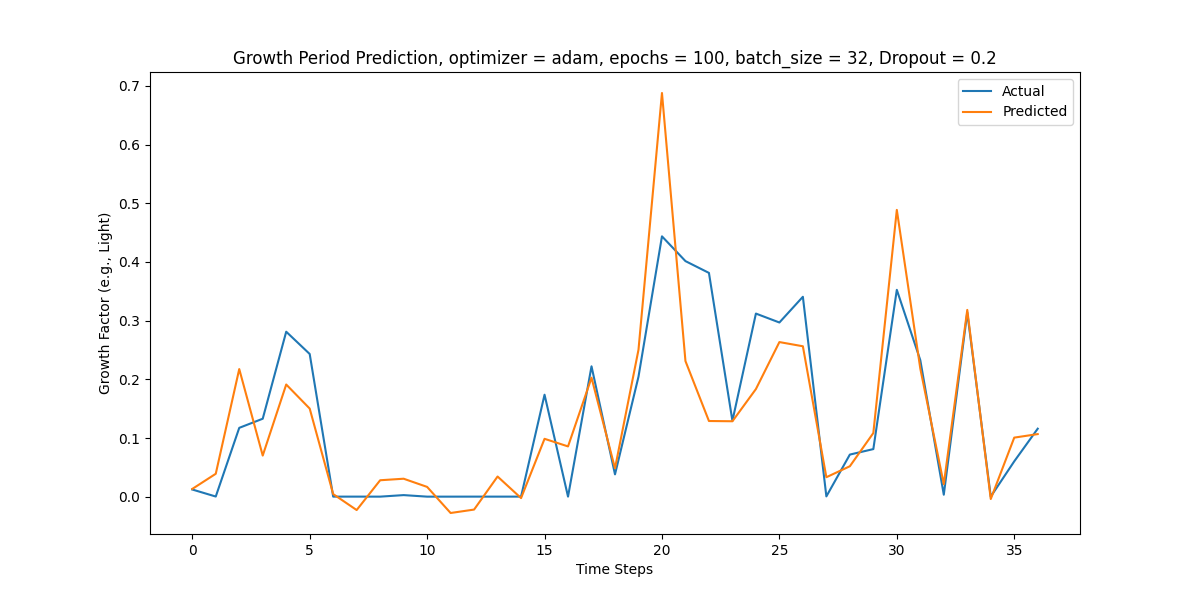 Growth Period Prediction, optimizer = adam, epochs = 100, batch_size = 32, Dropout = 0.2
Actual
Predicted
Growth Factor (e.g., Light)
0.7
0.6
0.5
0.4
0.3
0.2
0.1
0.0
0 5 10 15 20 25 30 35
Time Steps